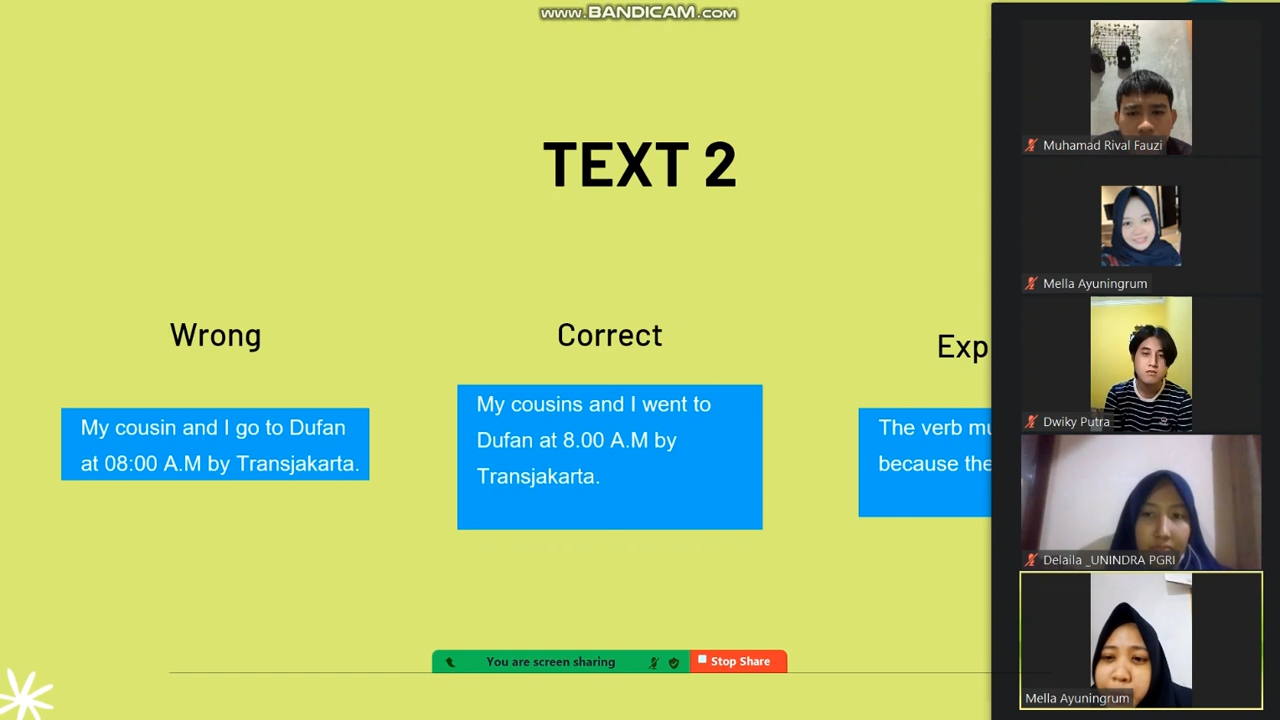 www.BANDICAM.com
TEXT 2
Wrong
Correct
Exp
My cousin and I go to Dufan
at 08:00 A.M by Transjakarta.
My cousins and I went to
Dufan at 8.00 A.M by
Transjakarta.
The verb mu
because the
You are screen sharing
Stop Share
Muhamad Rival Fauzi
Mella Ayuningrum
Dwiky Putra
Delaila _UNINDRA PGRI
Mella Ayuningrum